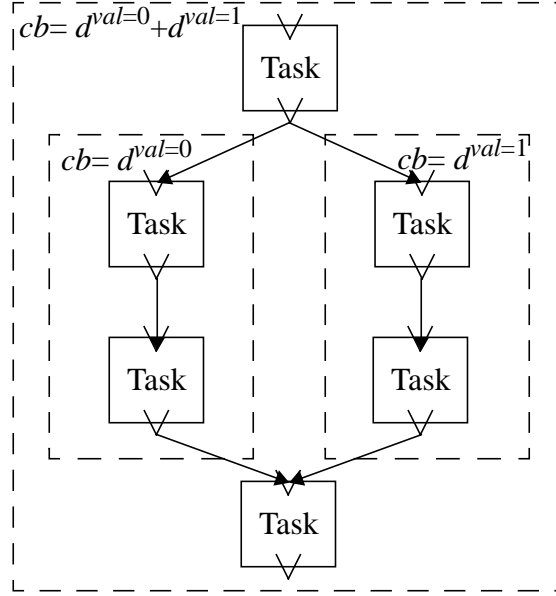 cb= d^val=0+d^val=1
Task
cb= d^val=0
cb= d^val=1
Task
Task
Task
Task
Task